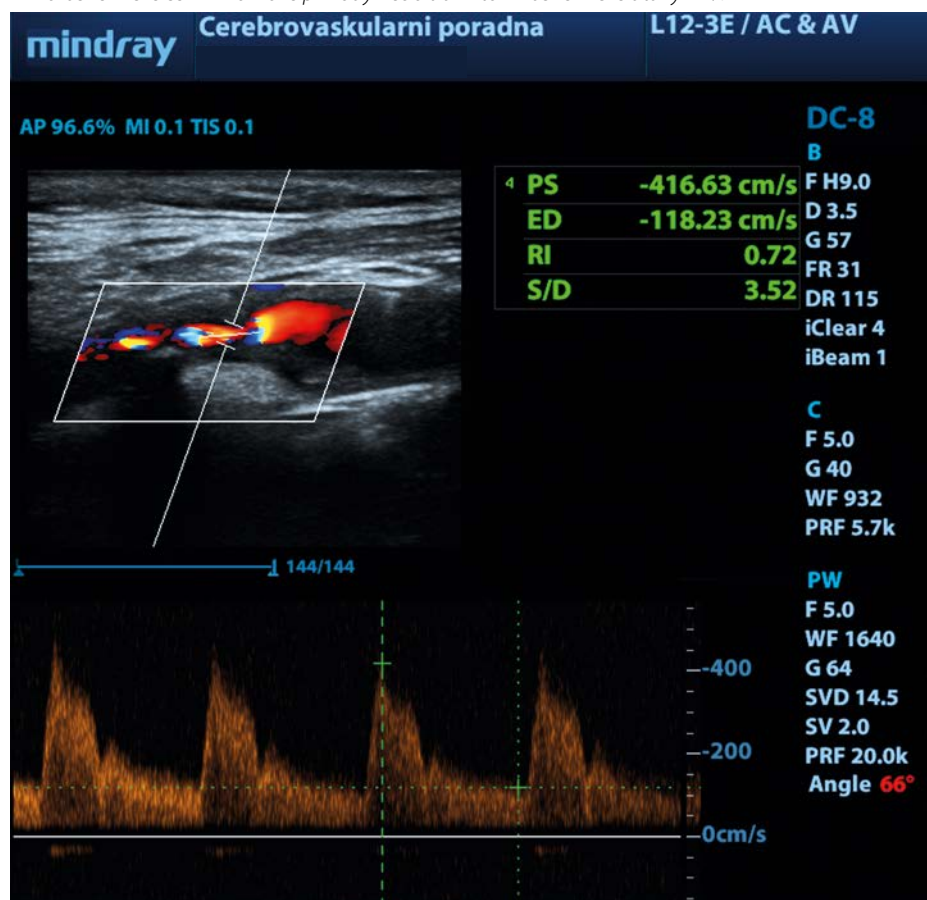 mindray
Cerebrovaskularni poradna
L12-3E / AC & AV
AP 96.6% MI 0.1 TIS 0.1
DC-8
B
F H9.0
D 3.5
G 57
FR 31
DR 115
iClear 4
iBeam 1
C
F 5.0
G 40
WF 932
PRF 5.7k
PW
F 5.0
WF 1640
G 64
SVD 14.5
SV 2.0
PRF 20.0k
Angle 66°
4 PS -416.63 cm/s
ED -118.23 cm/s
RI 0.72
S/D 3.52
144/144
-400
-200
0cm/s